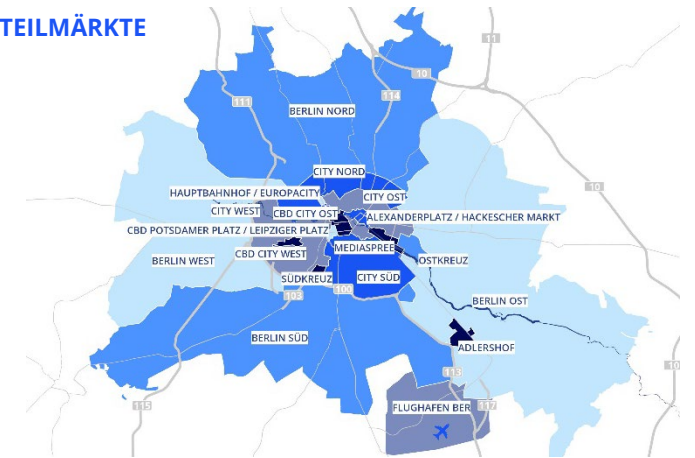 TEILMÄRKTE
11
10
114
111
BERLIN NORD
CITY NORD
10
HAUPTBAHNHOF / EUROPACITY
CITY OST
CITY WEST
CBD CITY OST
ALEXANDERPLATZ / HACKESCHER MARKT
CBD POTSDAMER PLATZ / LEIPZIGER PLATZ
MEDIASPREE
CBD CITY WEST
BERLIN WEST
OSTKREUZ
SÜDKREUZ
CITY SÜD
100
103
BERLIN OST
BERLIN SÜD
ADLERSHOF
10
113
115
FLUGHAFEN BER
117